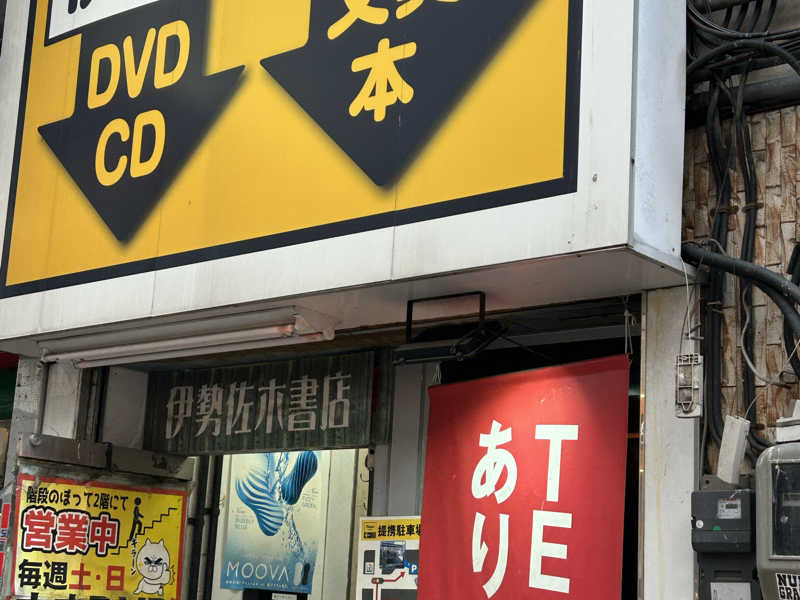 DVD
CD
本
伊勢佐木書店
階段のぼって2階にて
営業中
毎週土・日
MOOVA
提携駐車場
TE
あり